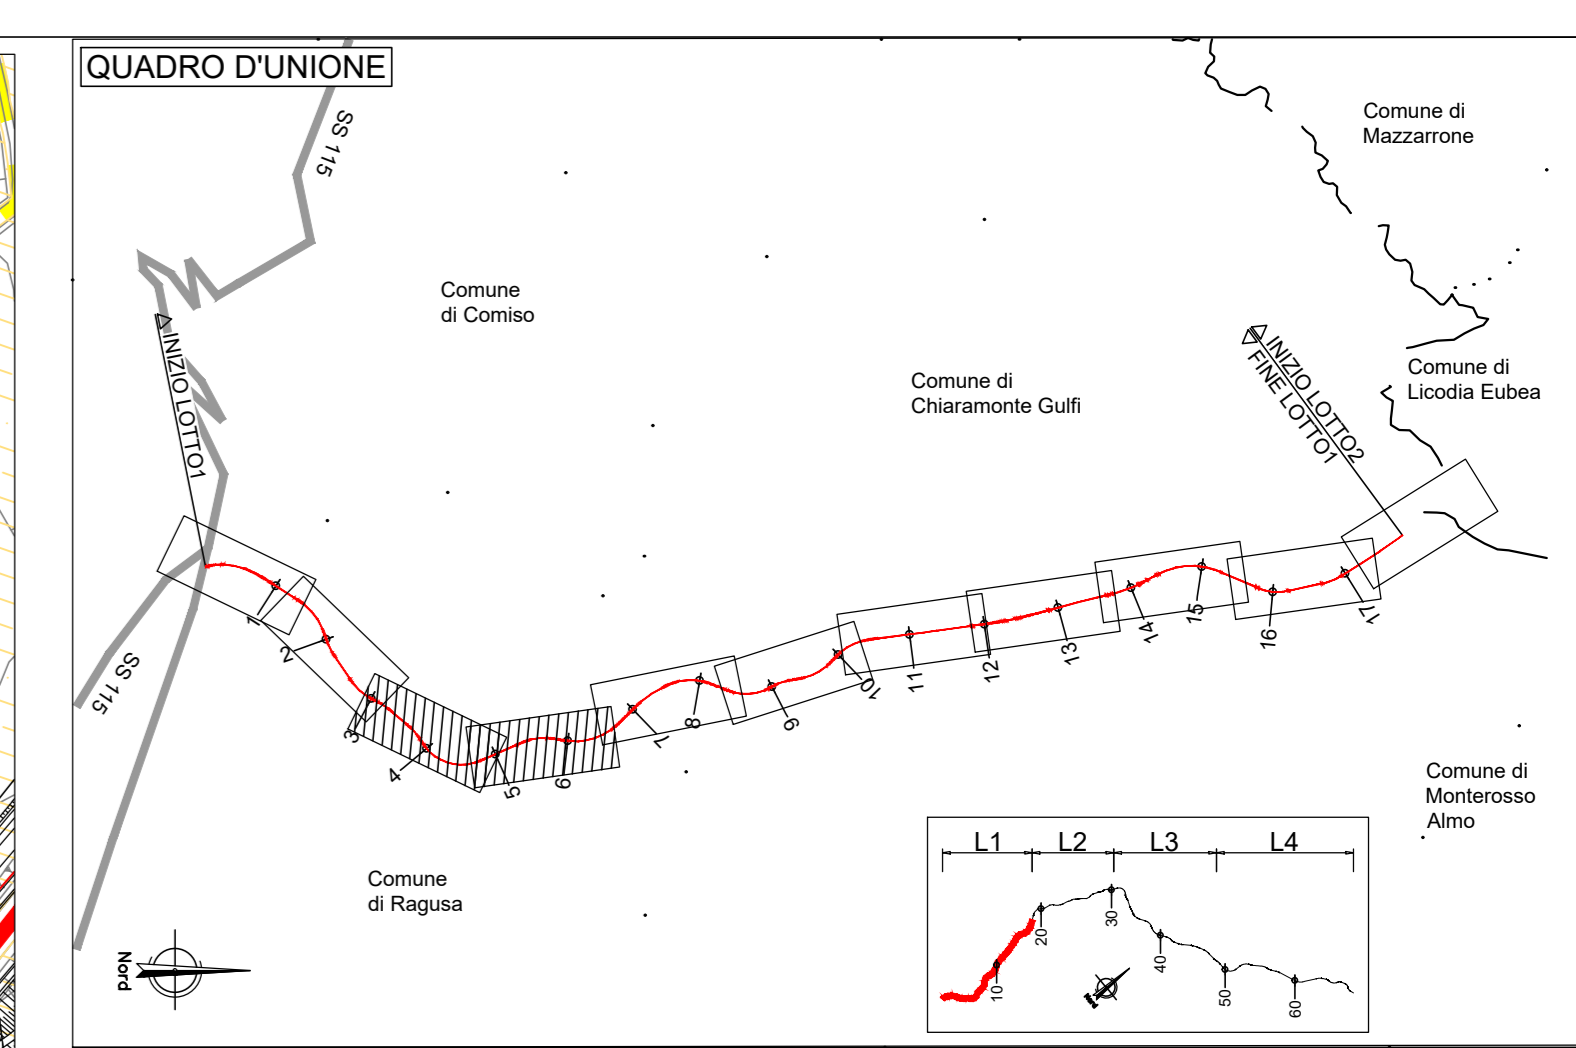 QUADRO D'UNIONE
SS 115
Comune di
Mazzarrone
Comune
di Comiso
INIZIO LOTTO1
Comune di
Chiaramonte Gulfi
INIZIO LOTTO2
FINE LOTTO1
Comune di
Licodia Eubea
SS 115
1
2
3
4
5
6
7
8
9
10
11
12
13
14
15
16
17
Comune di
Monterosso
Almo
Comune
di Ragusa
Nord
L1
L2
L3
L4
10
20
30
40
50
60